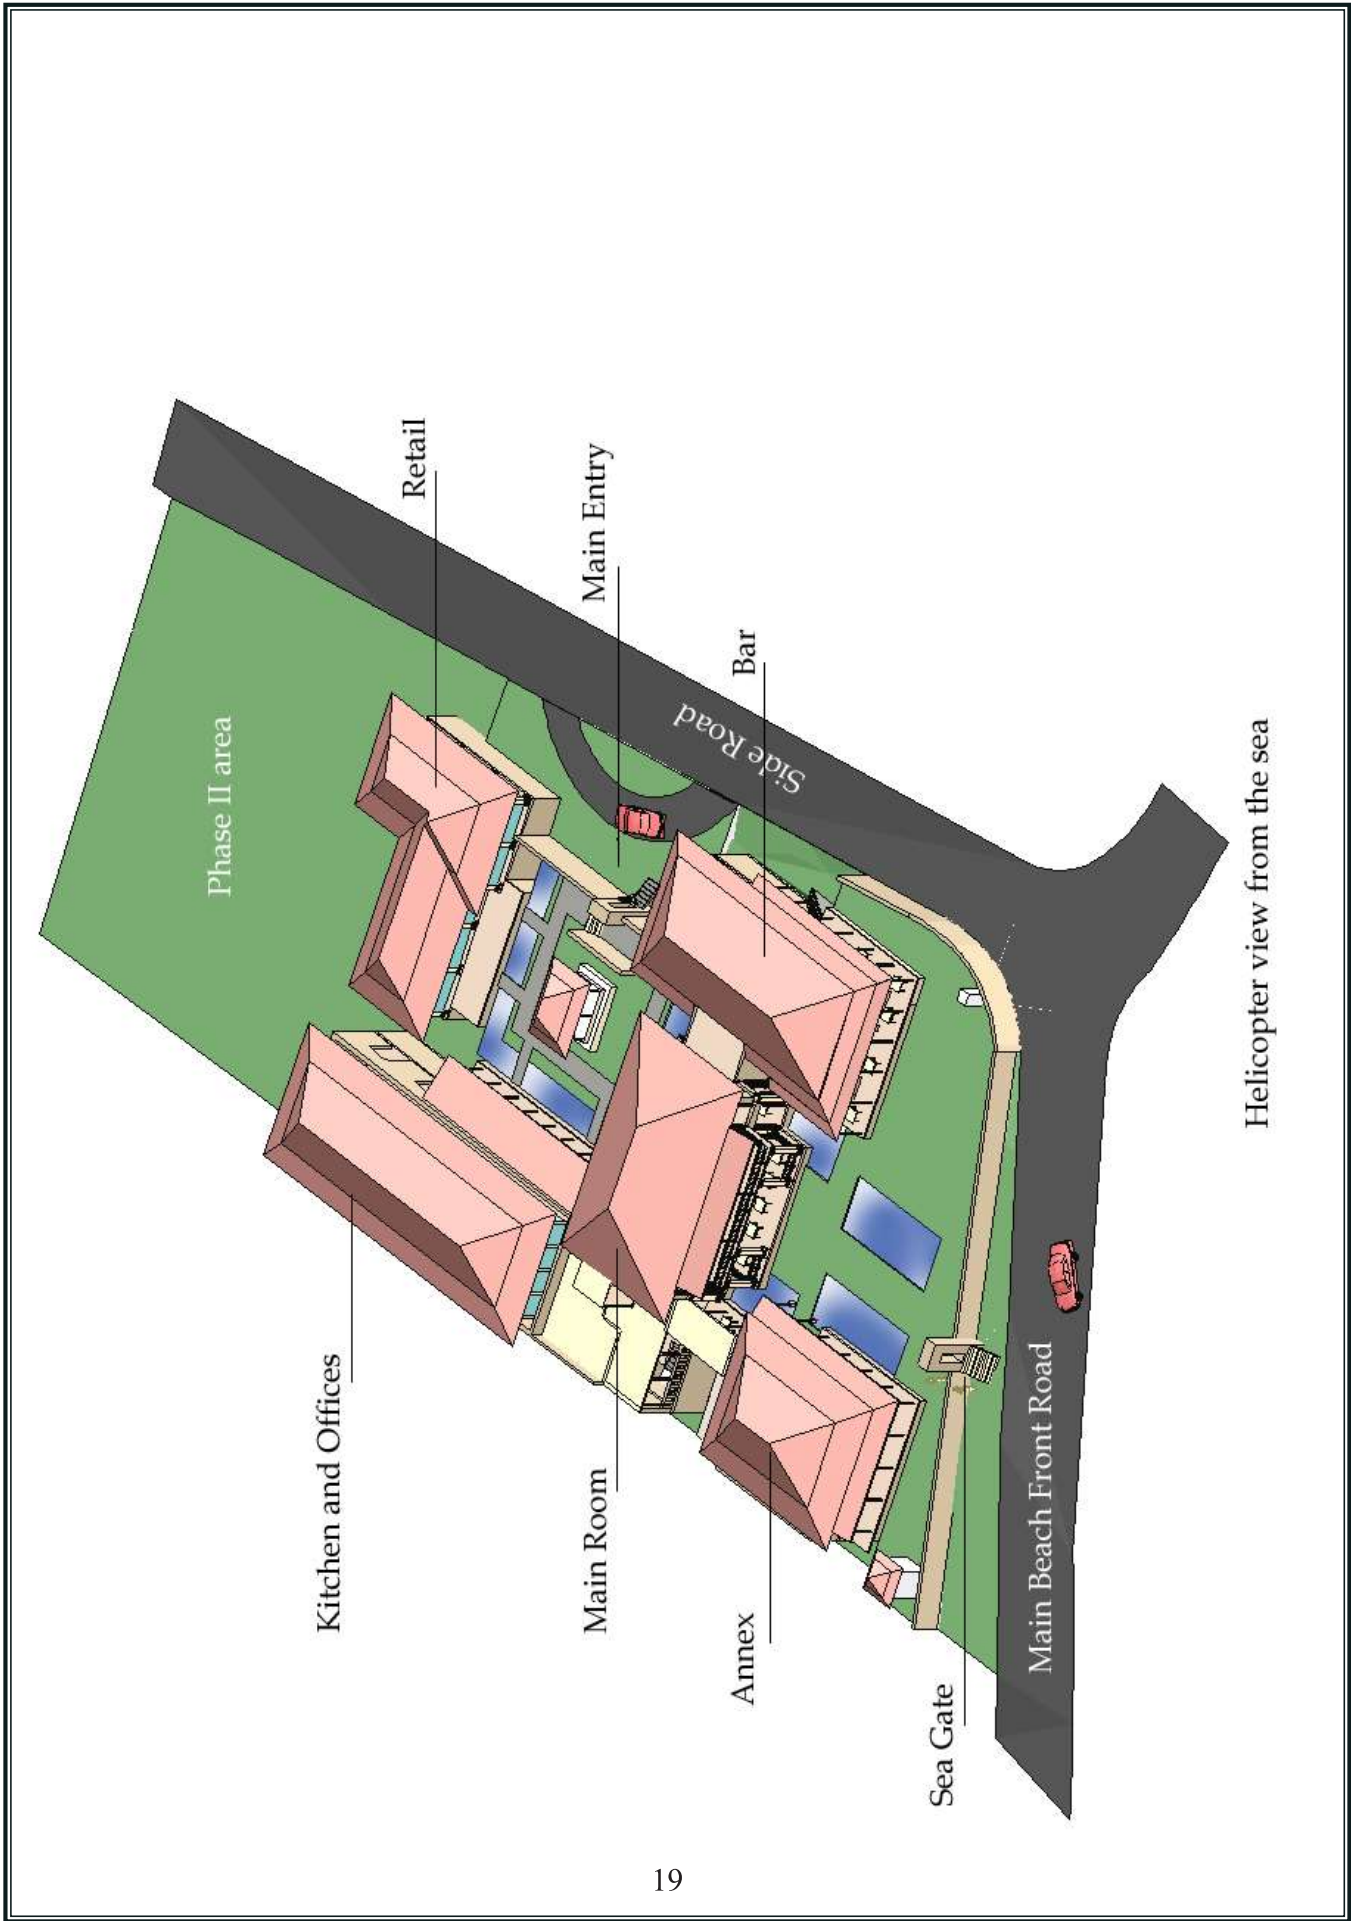 Phase II area
Retail
Kitchen and Offices
Main Entry
Main Room
Side Road
Bar
Annex
Sea Gate
Main Beach Front Road
Helicopter view from the sea
19